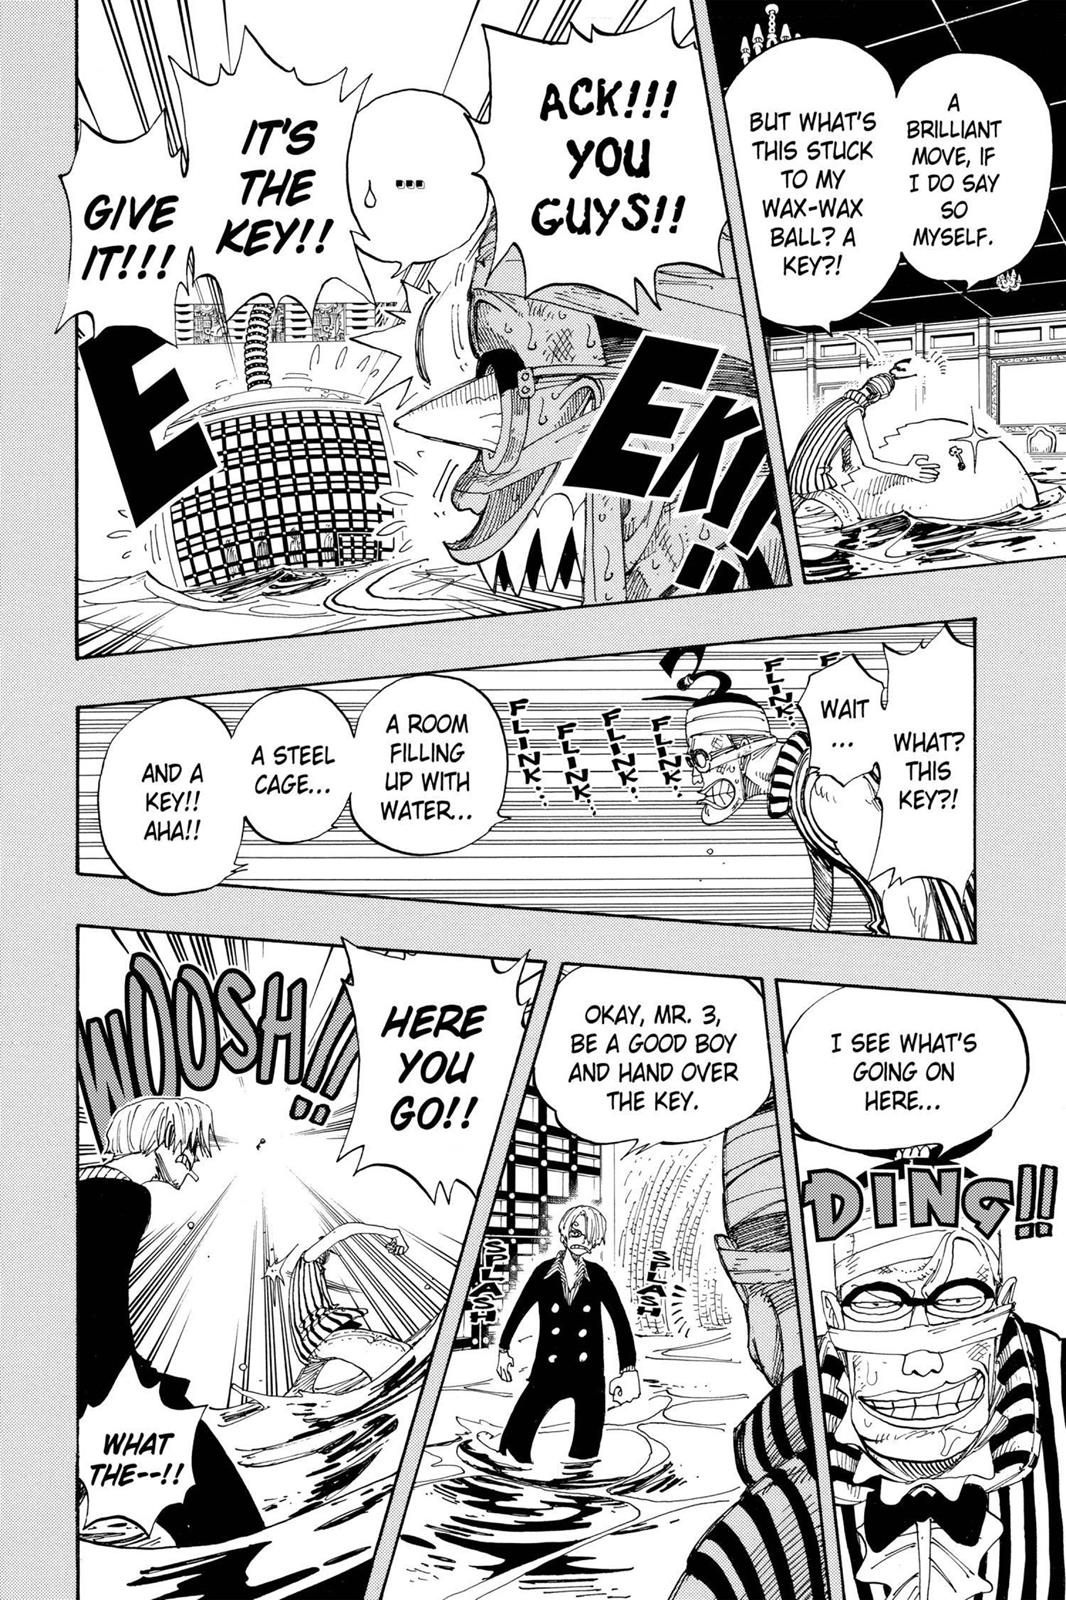 A
BRILLIANT
MOVE, IF
I DO SAY
SO
MYSELF.
BUT WHAT'S
THIS STUCK
TO MY
WAX-WAX
BALL? A
KEY?!
ACK!!!
YOU
GUYS!!
...
IT'S
THE
KEY!!
GIVE
IT!!!
EKII!!
E
WHAT?
THIS
KEY?!
WAIT
...
FLINK...
FLINK...
FLINK...
FLINK...
FLINK...
A ROOM
FILLING
UP WITH
WATER...
A STEEL
CAGE...
AND A
KEY!!
AHA!!
I SEE WHAT'S
GOING ON
HERE...
DING!!
OKAY, MR. 3,
BE A GOOD BOY
AND HAND OVER
THE KEY.
SPLASH
SPLASH
HERE
YOU
GO!!
WOOSH!!
WHAT
THE--!!